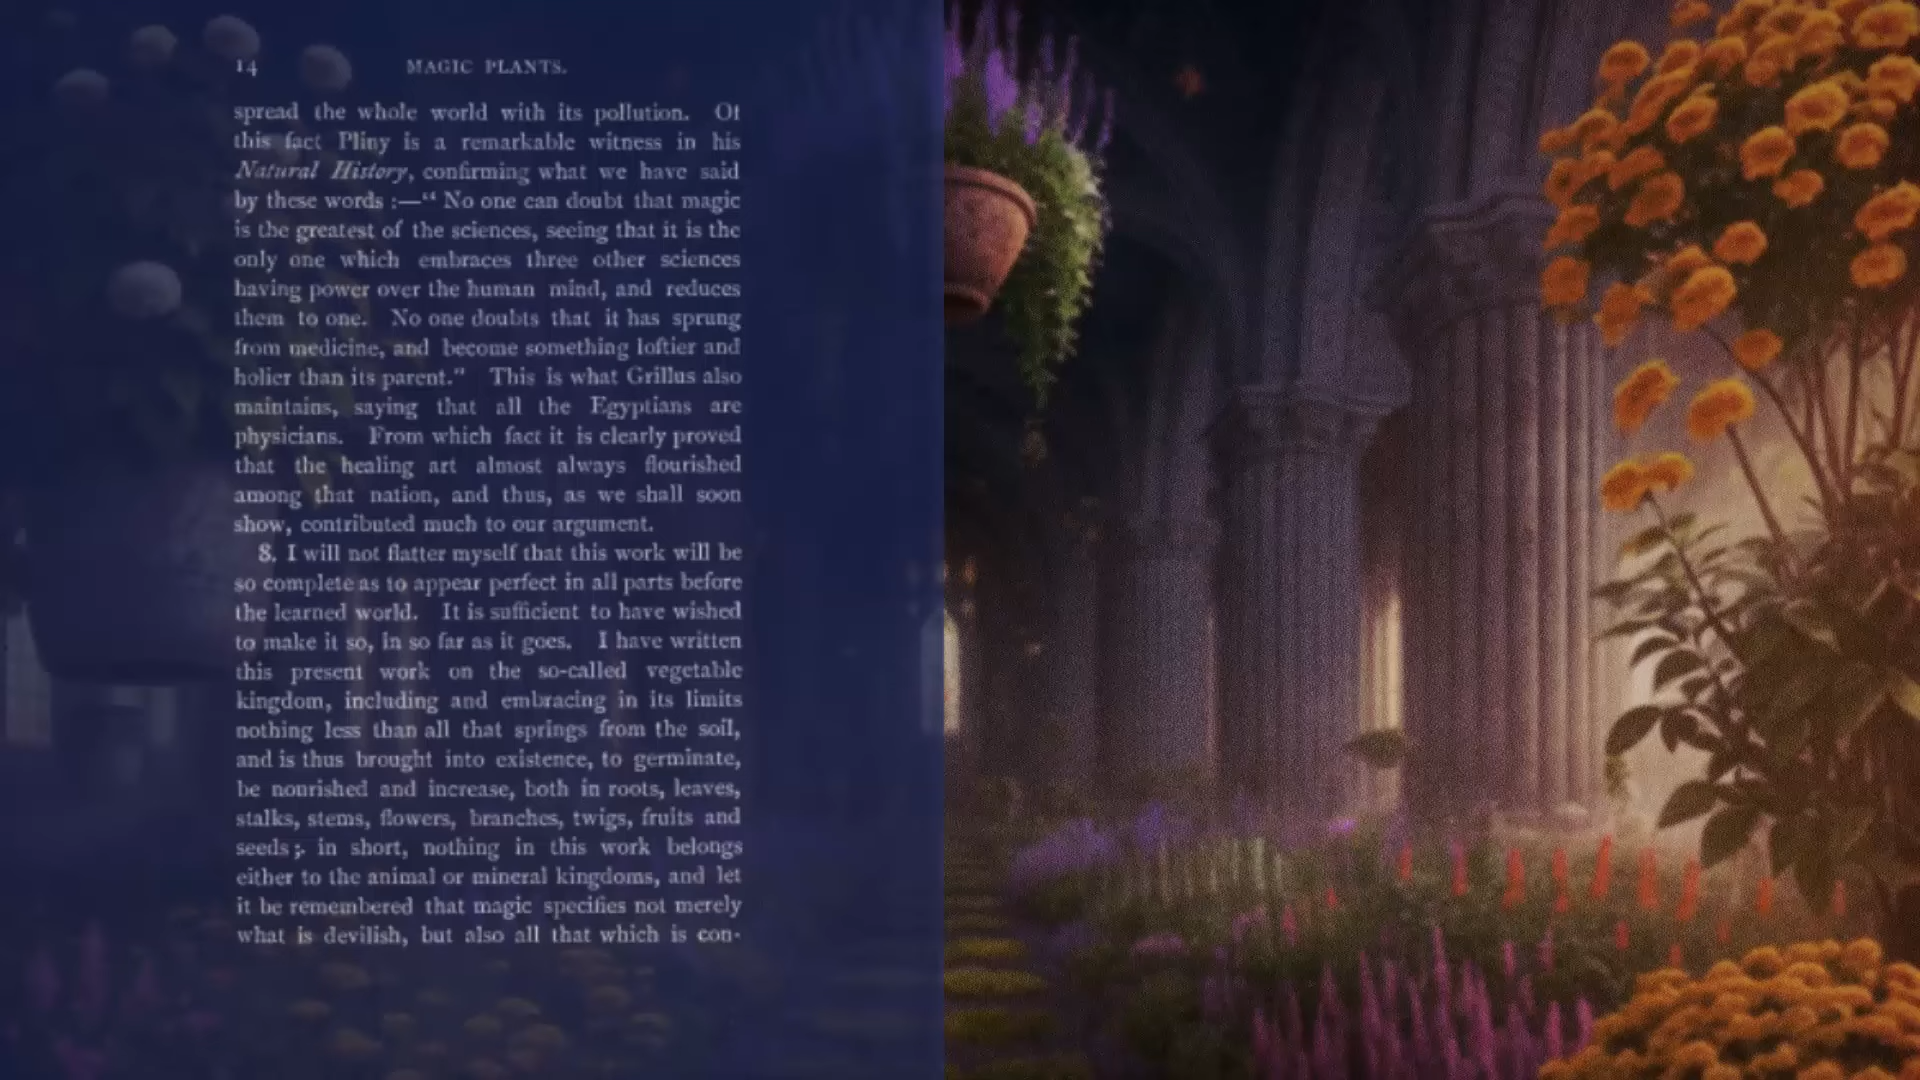 14 MAGIC PLANTS.
spread the whole world with its pollution. Of
this fact Pliny is a remarkable witness in his
Natural History, confirming what we have said
by these words :—“ No one can doubt that magic
is the greatest of the sciences, seeing that it is the
only one which embraces three other sciences
having power over the human mind, and reduces
them to one. No one doubts that it has sprung
from medicine, and become something loftier and
holier than its parent.” This is what Grillus also
maintains, saying that all the Egyptians are
physicians. From which fact it is clearly proved
that the healing art almost always flourished
among that nation, and thus, as we shall soon
show, contributed much to our argument.
8. I will not flatter myself that this work will be
so complete as to appear perfect in all parts before
the learned world. It is sufficient to have wished
to make it so, in so far as it goes. I have written
this present work on the so-called vegetable
kingdom, including and embracing in its limits
nothing less than all that springs from the soil,
and is thus brought into existence, to germinate,
be nourished and increase, both in roots, leaves,
stalks, stems, flowers, branches, twigs, fruits and
seeds ; in short, nothing in this work belongs
either to the animal or mineral kingdoms, and let
it be remembered that magic specifies not merely
what is devilish, but also all that which is con-